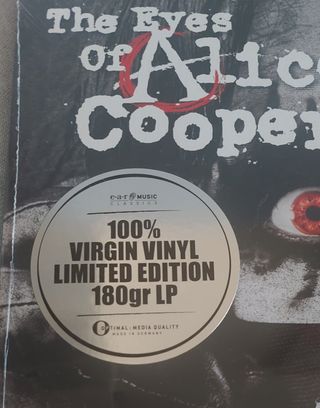 The Eyes
Of Alice
Cooper
e·a·r MUSIC
CLASSICS
100%
VIRGIN VINYL
LIMITED EDITION
180gr LP
OPTIMAL:MEDIA QUALITY
MADE IN GERMANY